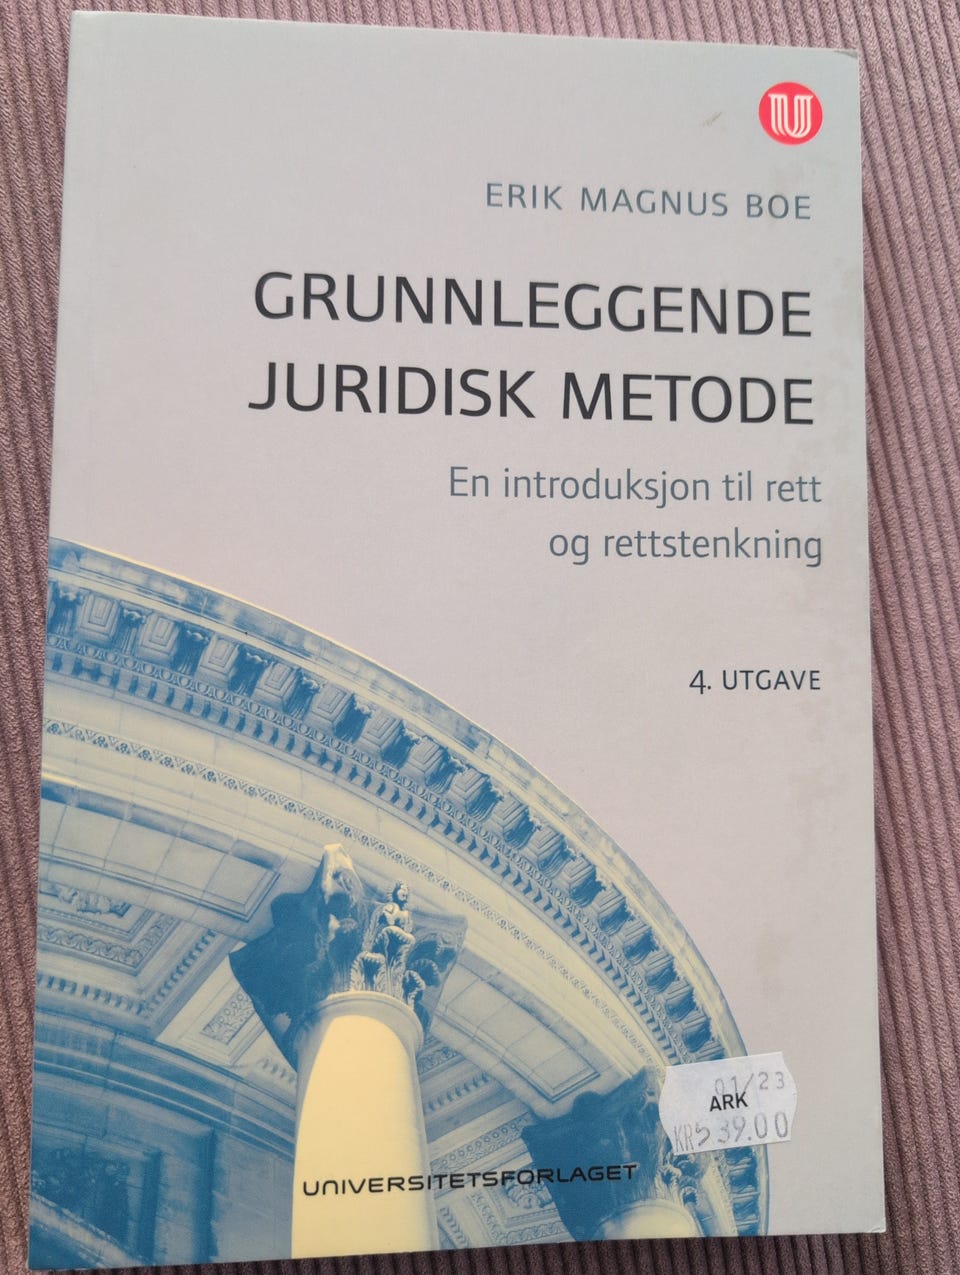 U
ERIK MAGNUS BOE
GRUNNLEGGENDE
JURIDISK METODE
En introduksjon til rett
og rettstenkning
4. UTGAVE
01/23
ARK
KR539.00
UNIVERSITETSFORLAGET